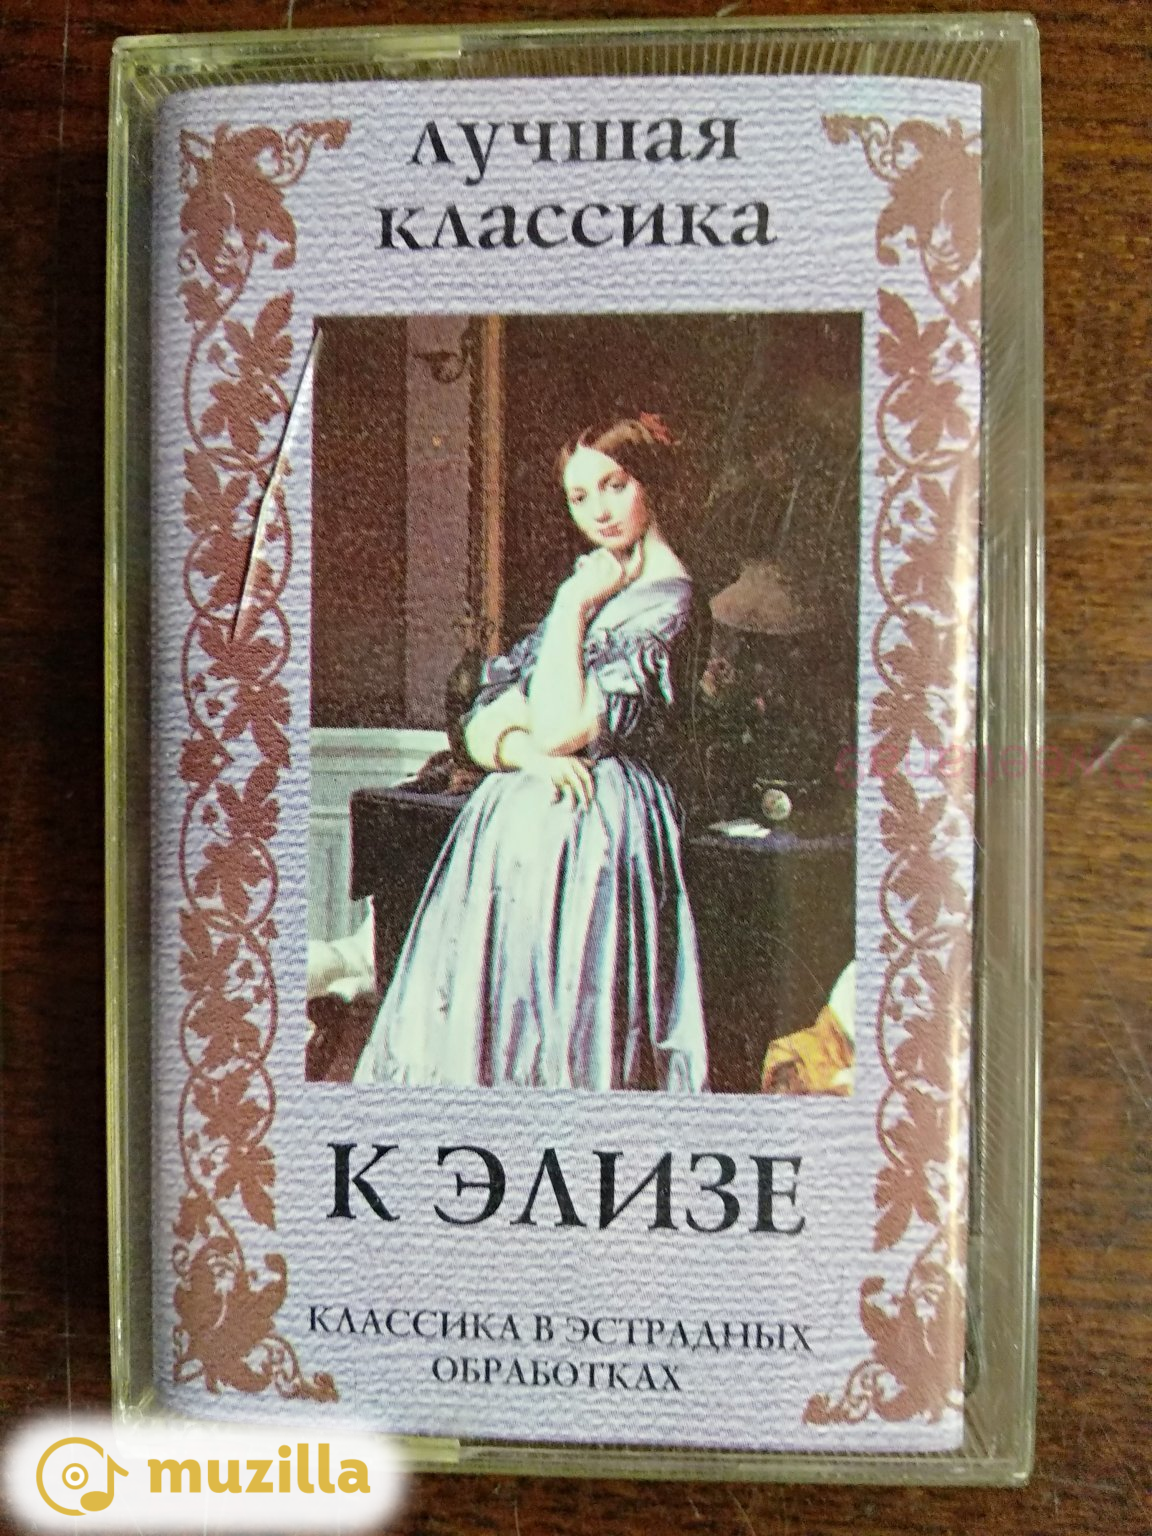 лучшая
классика
К ЭЛИЗЕ
КЛАССИКА В ЭСТРАДНЫХ
ОБРАБОТКАХ
muzilla